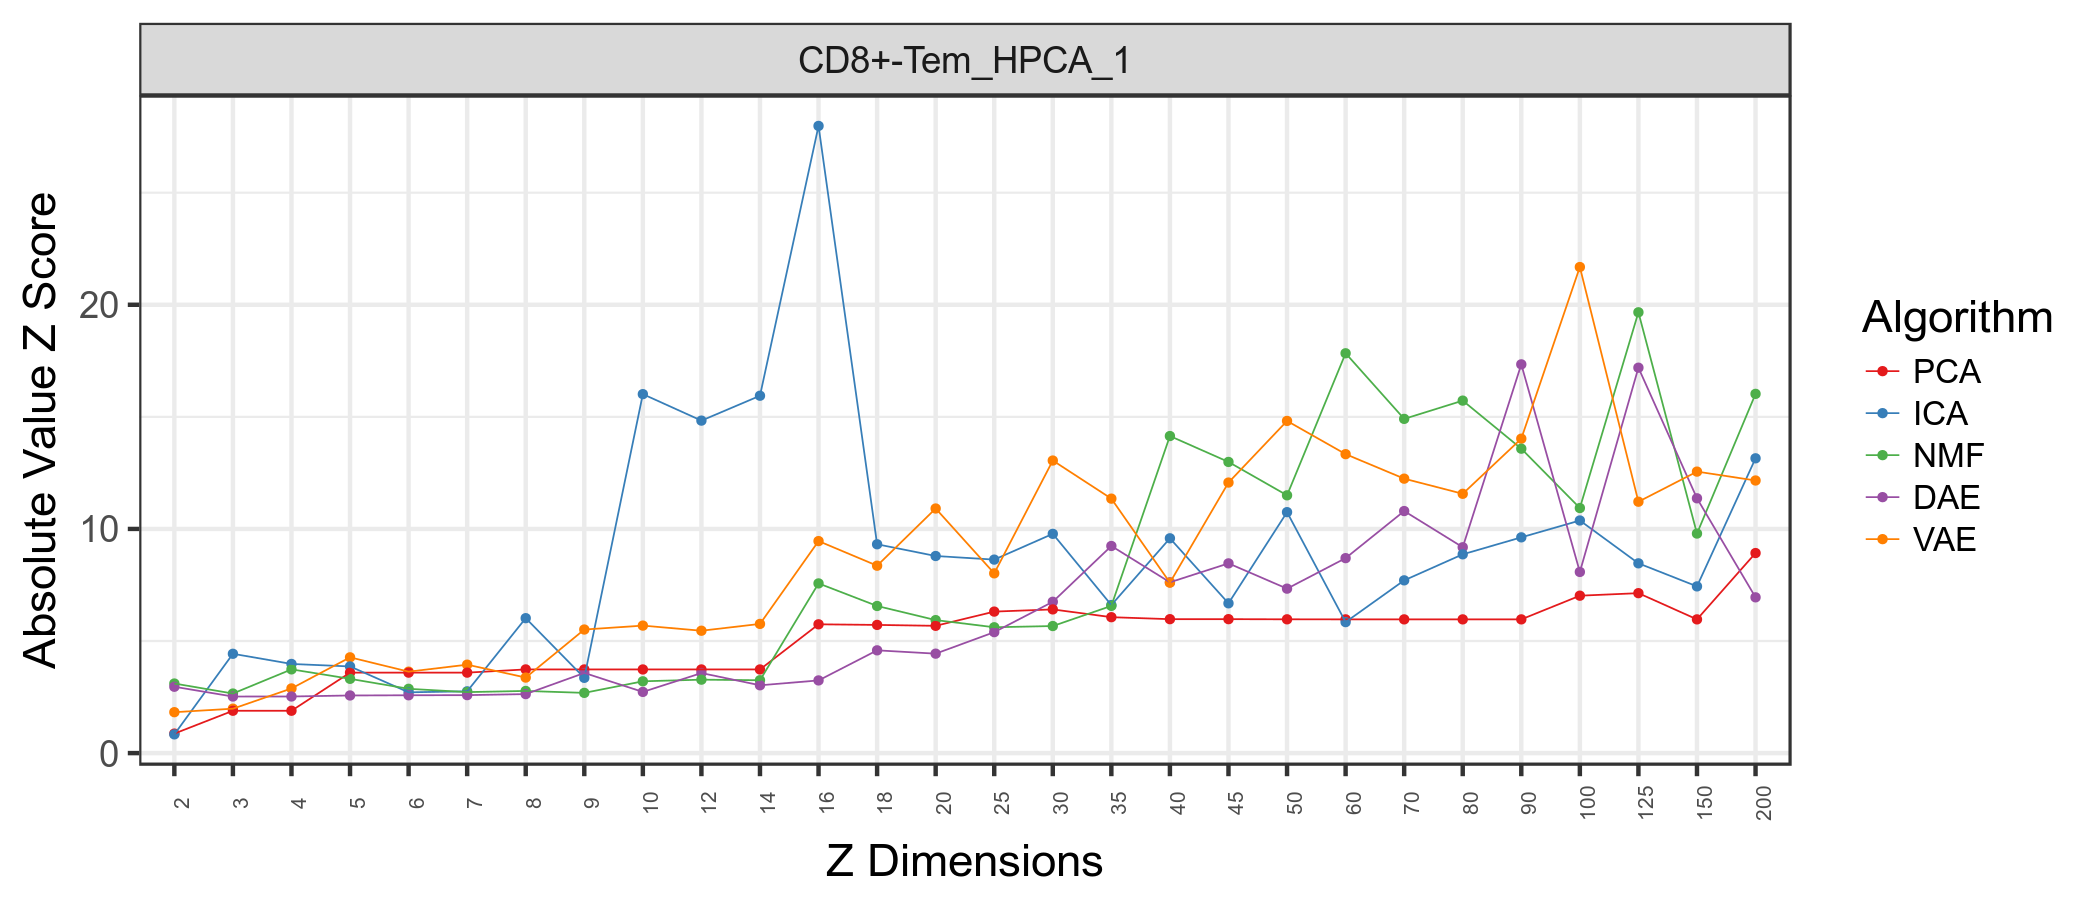 CD8+-Tem_HPCA_1
Absolute Value Z Score
20
10
0
2 3 4 5 6 7 8 9 10 12 14 16 18 20 25 30 35 40 45 50 60 70 80 90 100 125 150 200
Z Dimensions
Algorithm
PCA
ICA
NMF
DAE
VAE